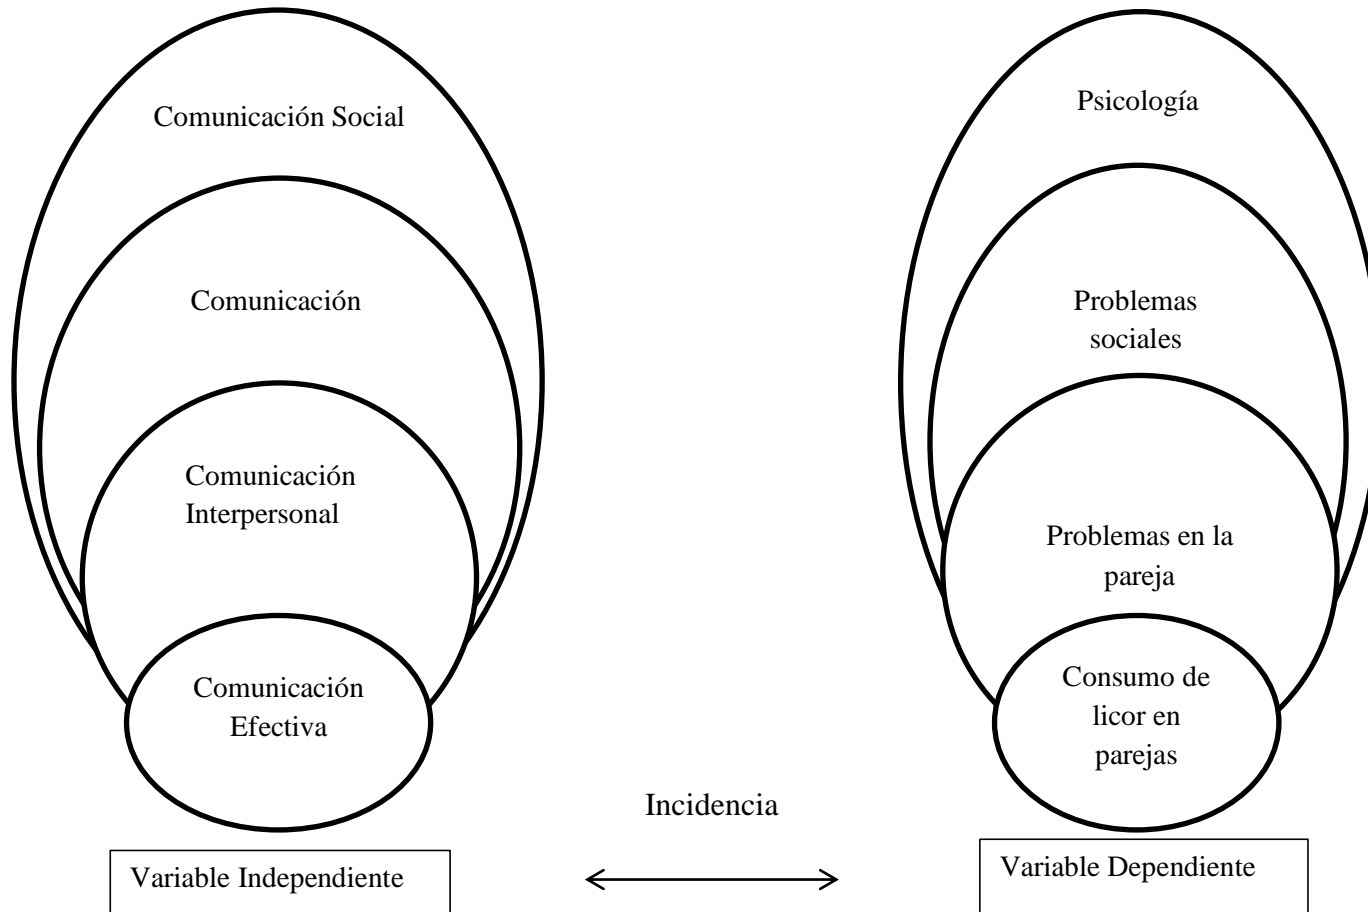 Comunicación Social
Comunicación
Comunicación
Interpersonal
Comunicación
Efectiva
Variable Independiente
Incidencia
Psicología
Problemas
sociales
Problemas en la
pareja
Consumo de
licor en
parejas
Variable Dependiente